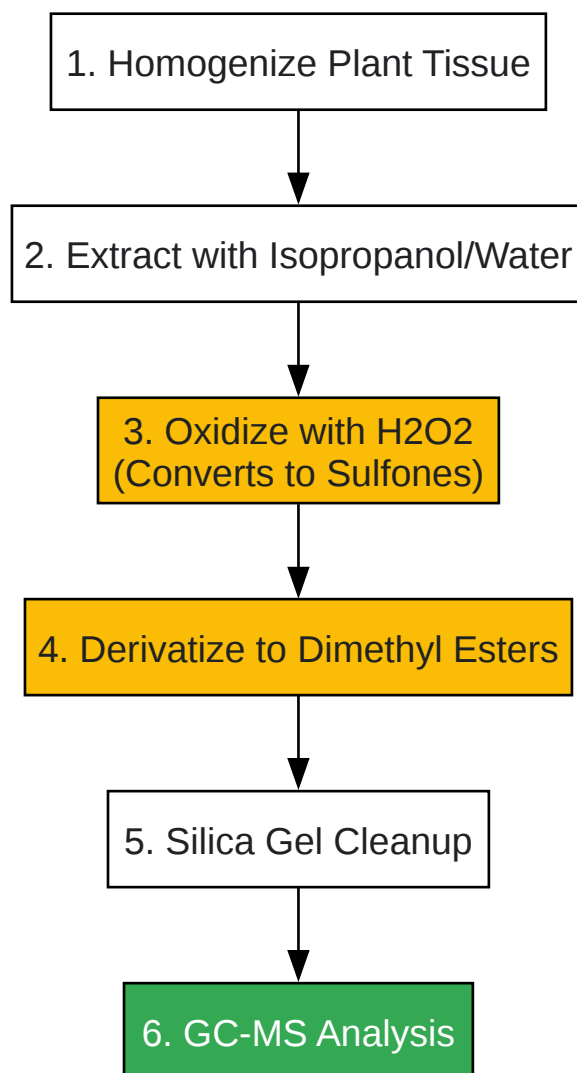 1. Homogenize Plant Tissue
2. Extract with Isopropanol/Water
3. Oxidize with H2O2
(Converts to Sulfones)
4. Derivatize to Dimethyl Esters
5. Silica Gel Cleanup
6. GC-MS Analysis